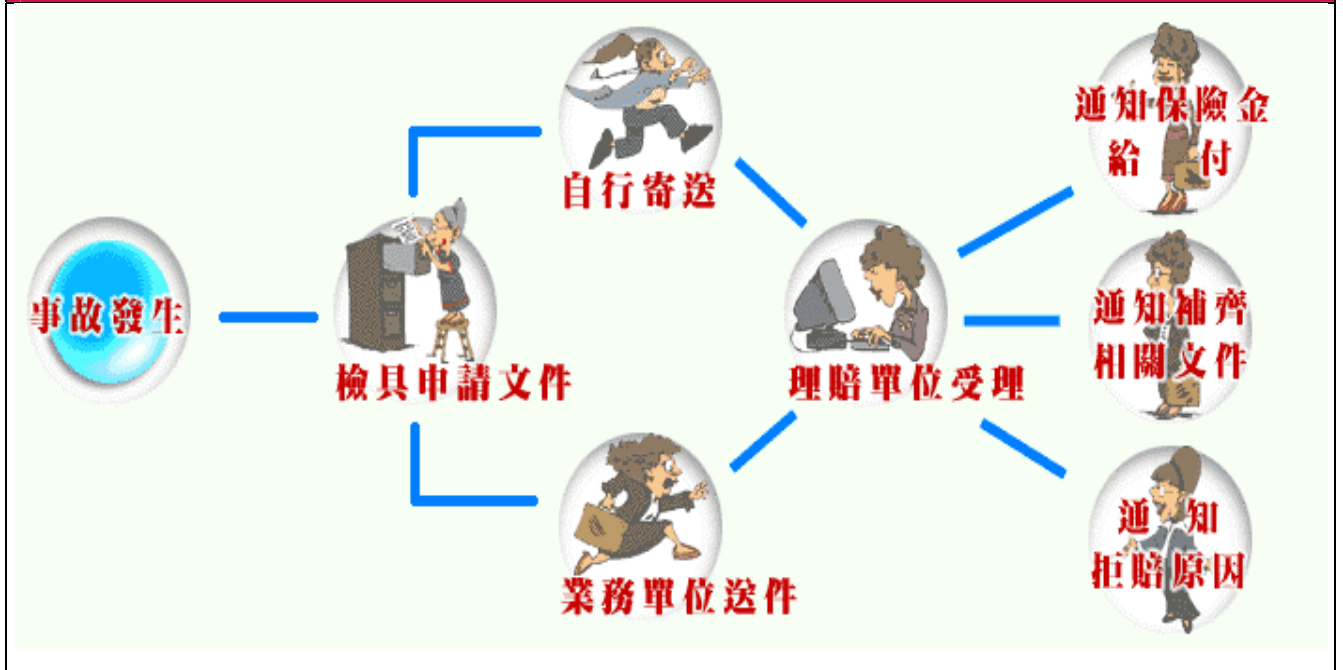 事故發生
檢具申請文件
自行寄送
業務單位送件
理賠單位受理
通知保險金
給付
通知補齊
相關文件
通知
拒賠原因